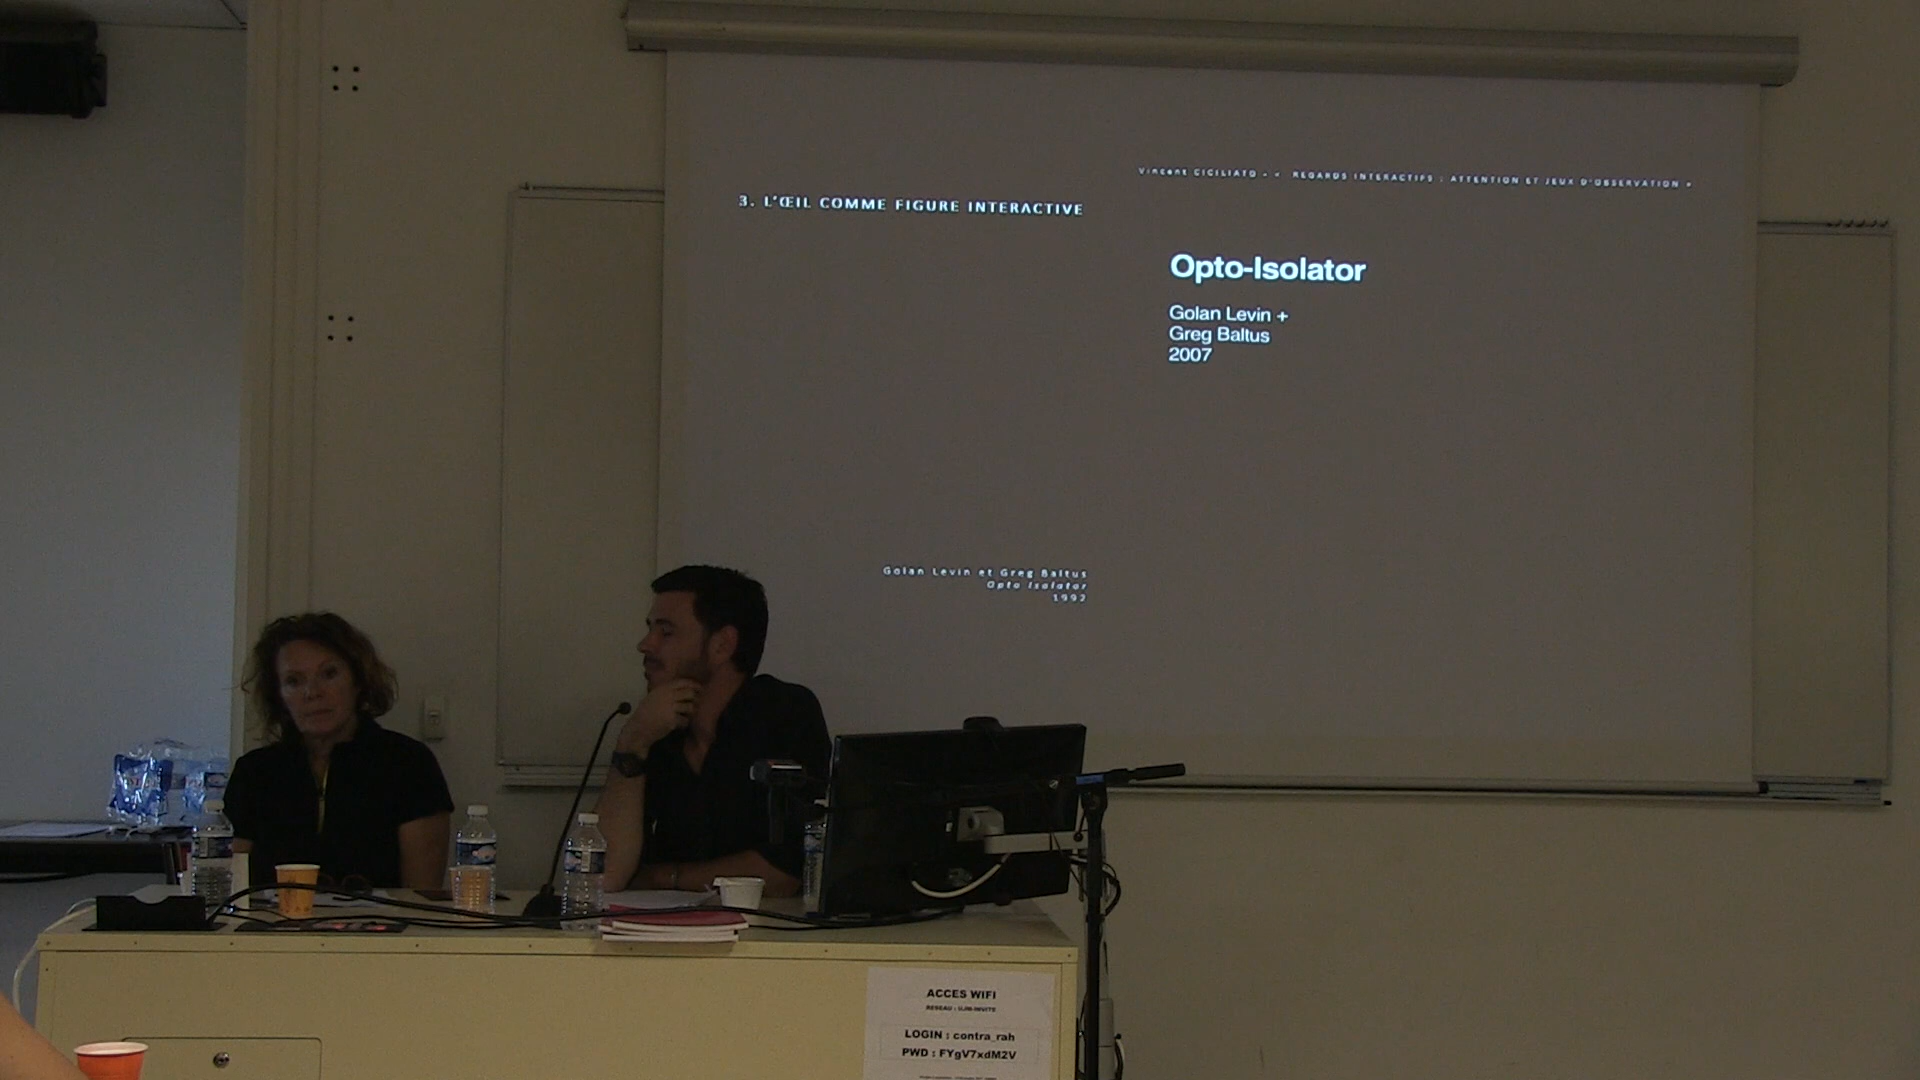 Vincent CICILIATO - « REGARDS INTERACTIFS : ATTENTION ET JEUX D'OBSERVATION »
3. L'ŒIL COMME FIGURE INTERACTIVE
Opto-Isolator
Golan Levin +
Greg Baltus
2007
Golan Levin et Greg Baltus
Opto Isolator
1992
ACCES WIFI
LOGIN : contra_rah
PWD : FYgV7xdM2V